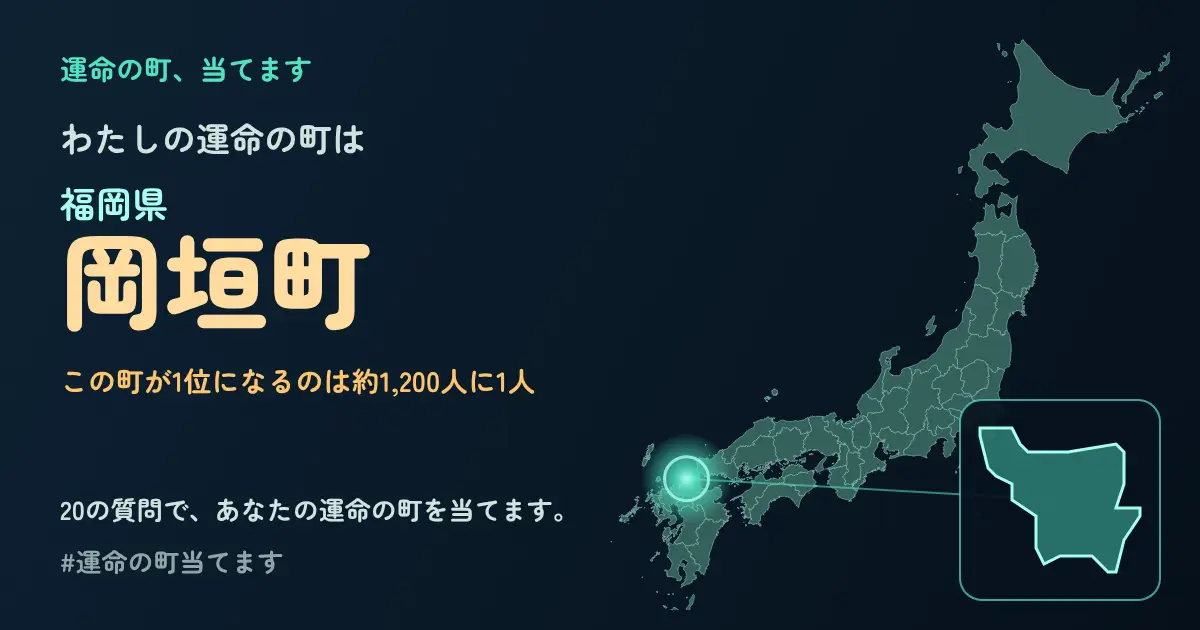 運命の町、当てます
わたしの運命の町は
福岡県
岡垣町
この町が1位になるのは約1,200人に1人
20の質問で、あなたの運命の町を当てます。
#運命の町当てます